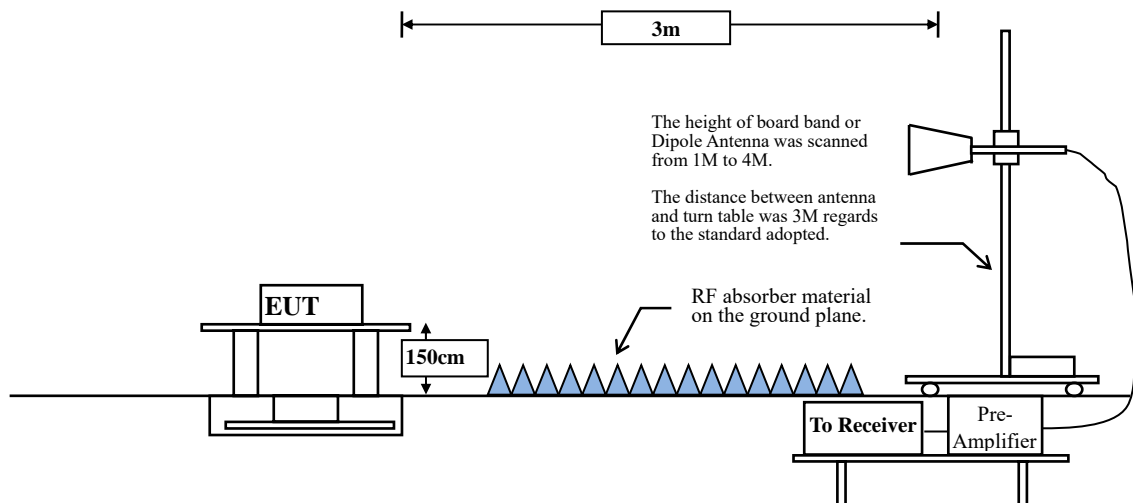 3m
The height of board band or
Dipole Antenna was scanned
from 1M to 4M.
The distance between antenna
and turn table was 3M regards
to the standard adopted.
RF absorber material
on the ground plane.
EUT
150cm
To Receiver
Pre-
Amplifier